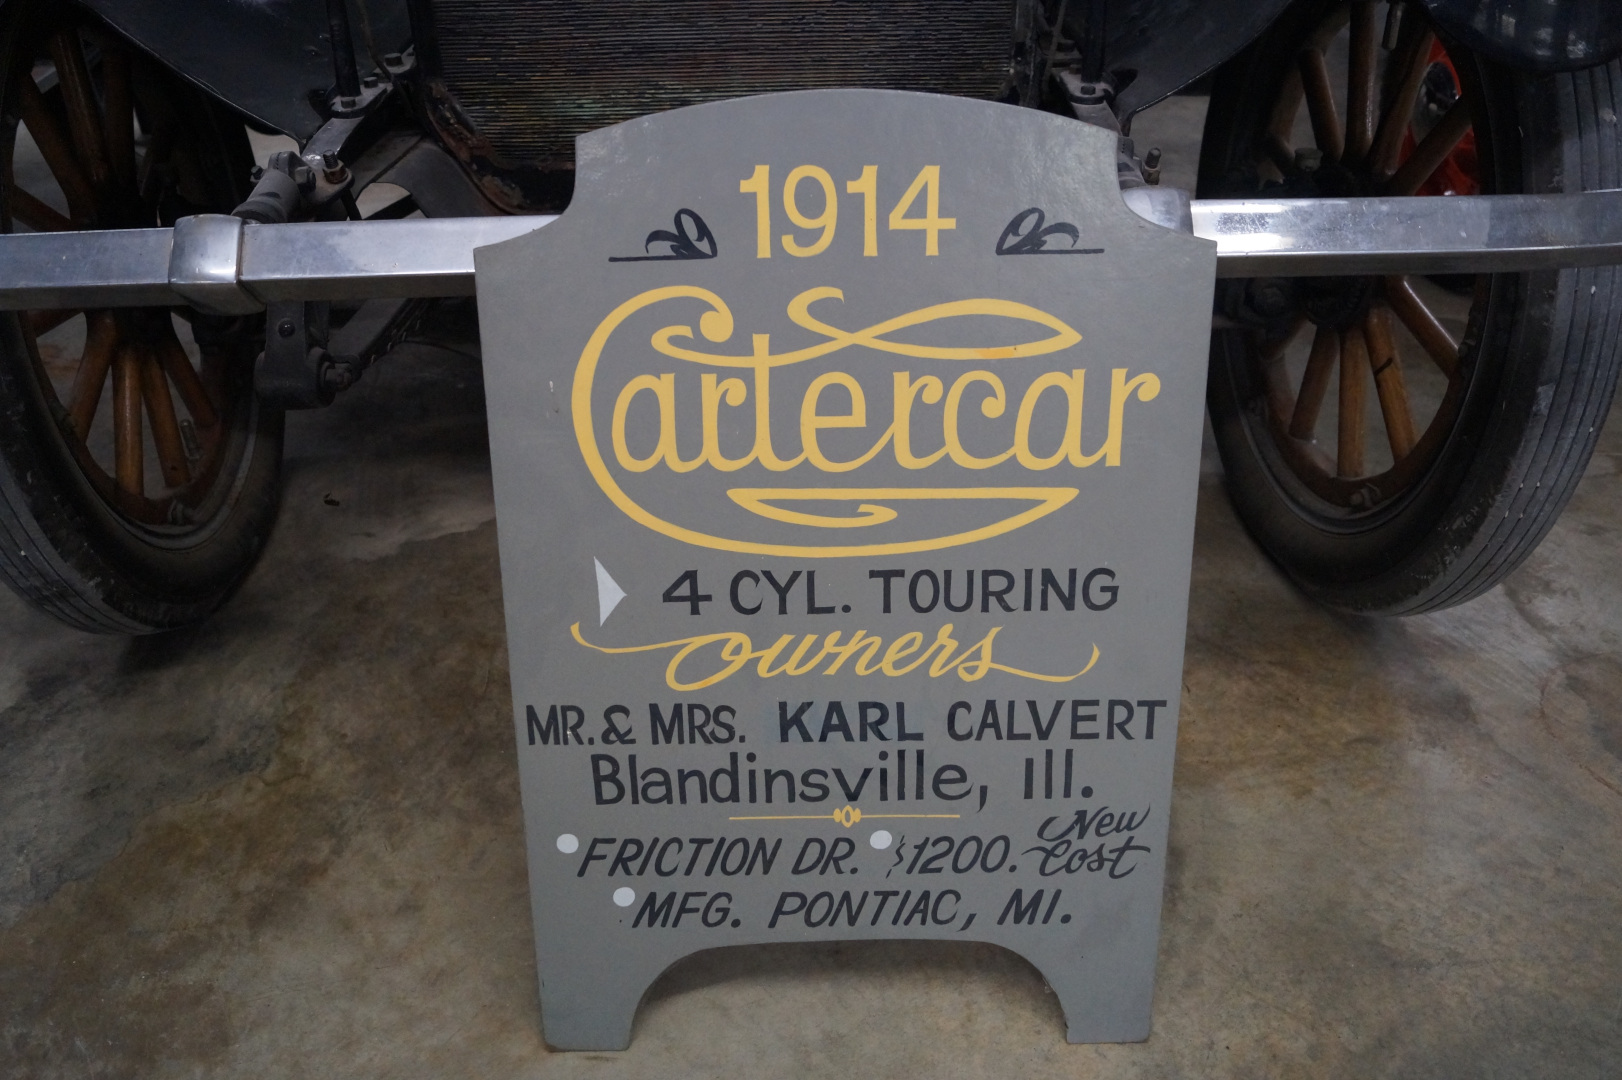 1914
Cartercar
4 CYL. TOURING
owners
MR. & MRS. KARL CALVERT
Blandinsville, Ill.
FRICTION DR. $1200. New Cost
MFG. PONTIAC, MI.